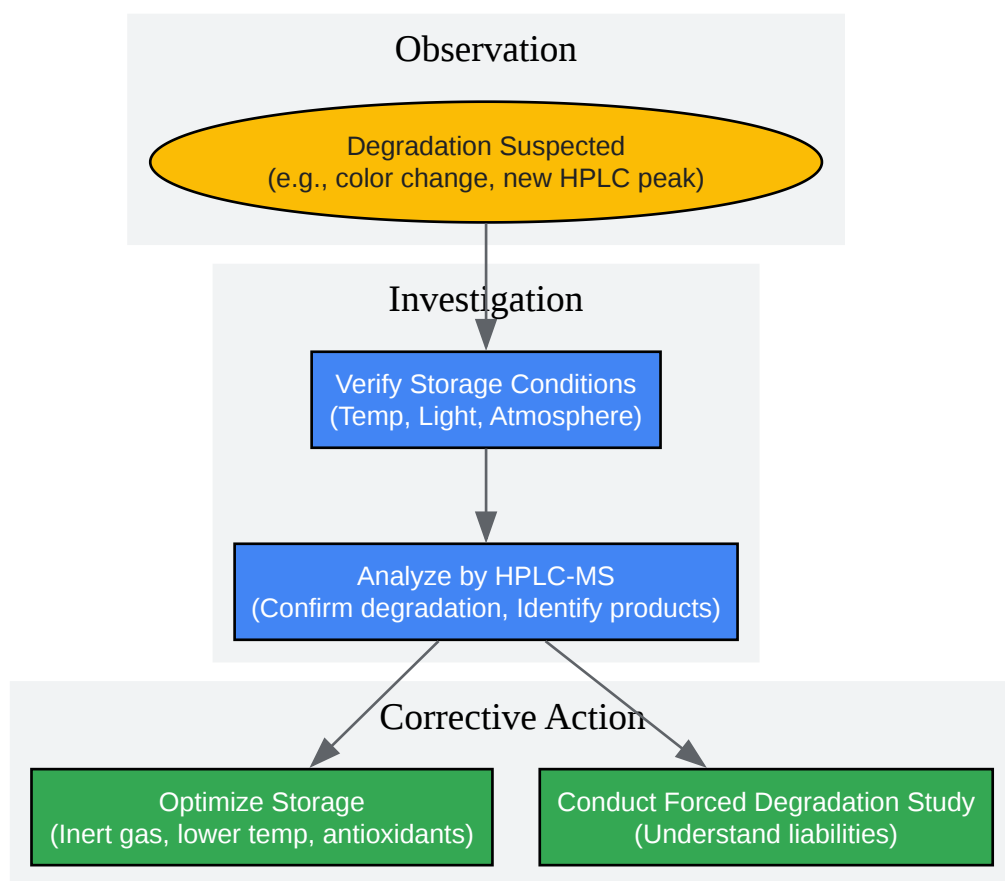 Observation
Degradation Suspected
(e.g., color change, new HPLC peak)
Investigation
Verify Storage Conditions
(Temp, Light, Atmosphere)
Analyze by HPLC-MS
(Confirm degradation, Identify products)
Corrective Action
Optimize Storage
(Inert gas, lower temp, antioxidants)
Conduct Forced Degradation Study
(Understand liabilities)